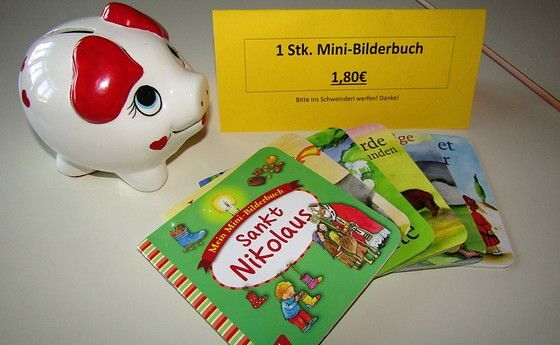 1 Stk. Mini-Bilderbuch
1,80€
Bitte ins Schweinderl werfen! Danke!
Mein Mini-Bilderbuch
Sankt
Nikolaus